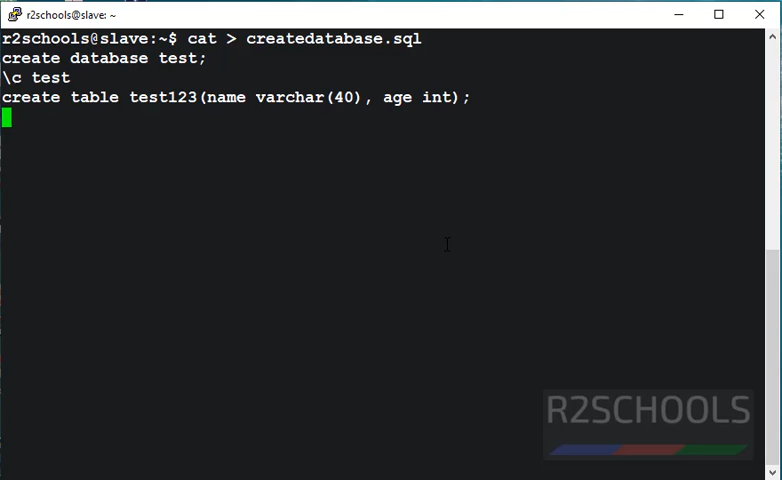 r2schools@slave: ~
r2schools@slave:~$ cat > createdatabase.sql
create database test;
\c test
create table test123(name varchar(40), age int);
R2SCHOOLS